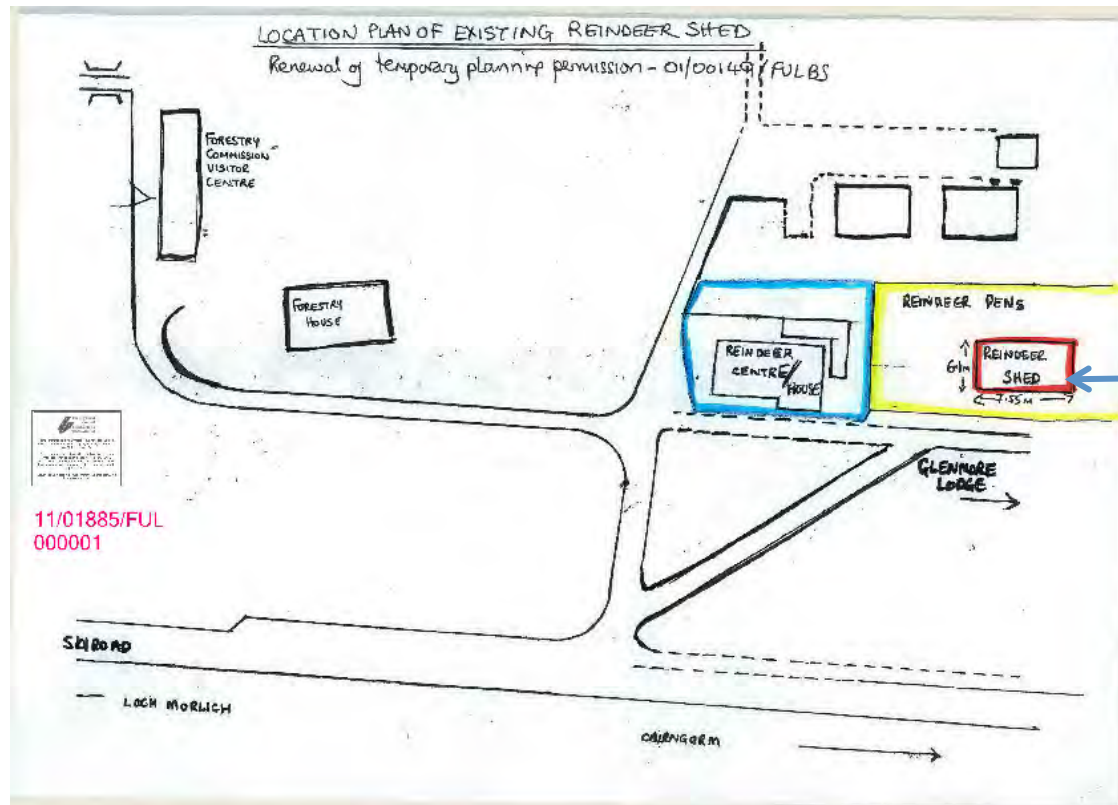 LOCATION PLAN OF EXISTING REINDEER SHED
Renewal of temporary planning permission - 01/00149/FULBS
FORESTRY
COMMISSION
VISITOR
CENTRE
FORESTRY
HOUSE
REINDEER PENS
REINDEER
CENTRE/
HOUSE
6.1m
REINDEER
SHED
7.55M
GLENMORE
LODGE
11/01885/FUL
000001
SKIROAD
LOCH MORLICH
CAIRNGORM